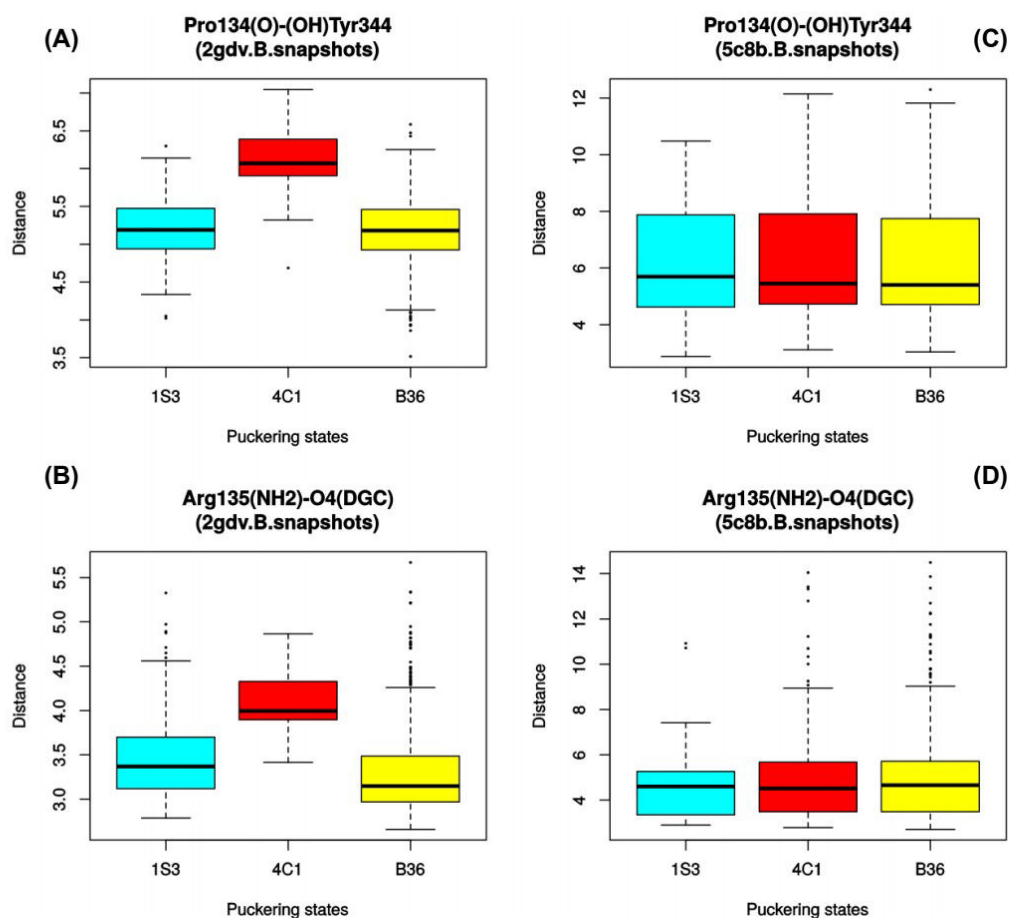 (A)
Pro134(O)-(OH)Tyr344
(2gdv.B.snapshots)
Distance
6.5
5.5
4.5
3.5
1S3 4C1 B36
Puckering states
(C)
Pro134(O)-(OH)Tyr344
(5c8b.B.snapshots)
Distance
12
10
8
6
4
1S3 4C1 B36
Puckering states
(B)
Arg135(NH2)-O4(DGC)
(2gdv.B.snapshots)
Distance
5.5
5.0
4.5
4.0
3.5
3.0
1S3 4C1 B36
Puckering states
(D)
Arg135(NH2)-O4(DGC)
(5c8b.B.snapshots)
Distance
14
12
10
8
6
4
1S3 4C1 B36
Puckering states